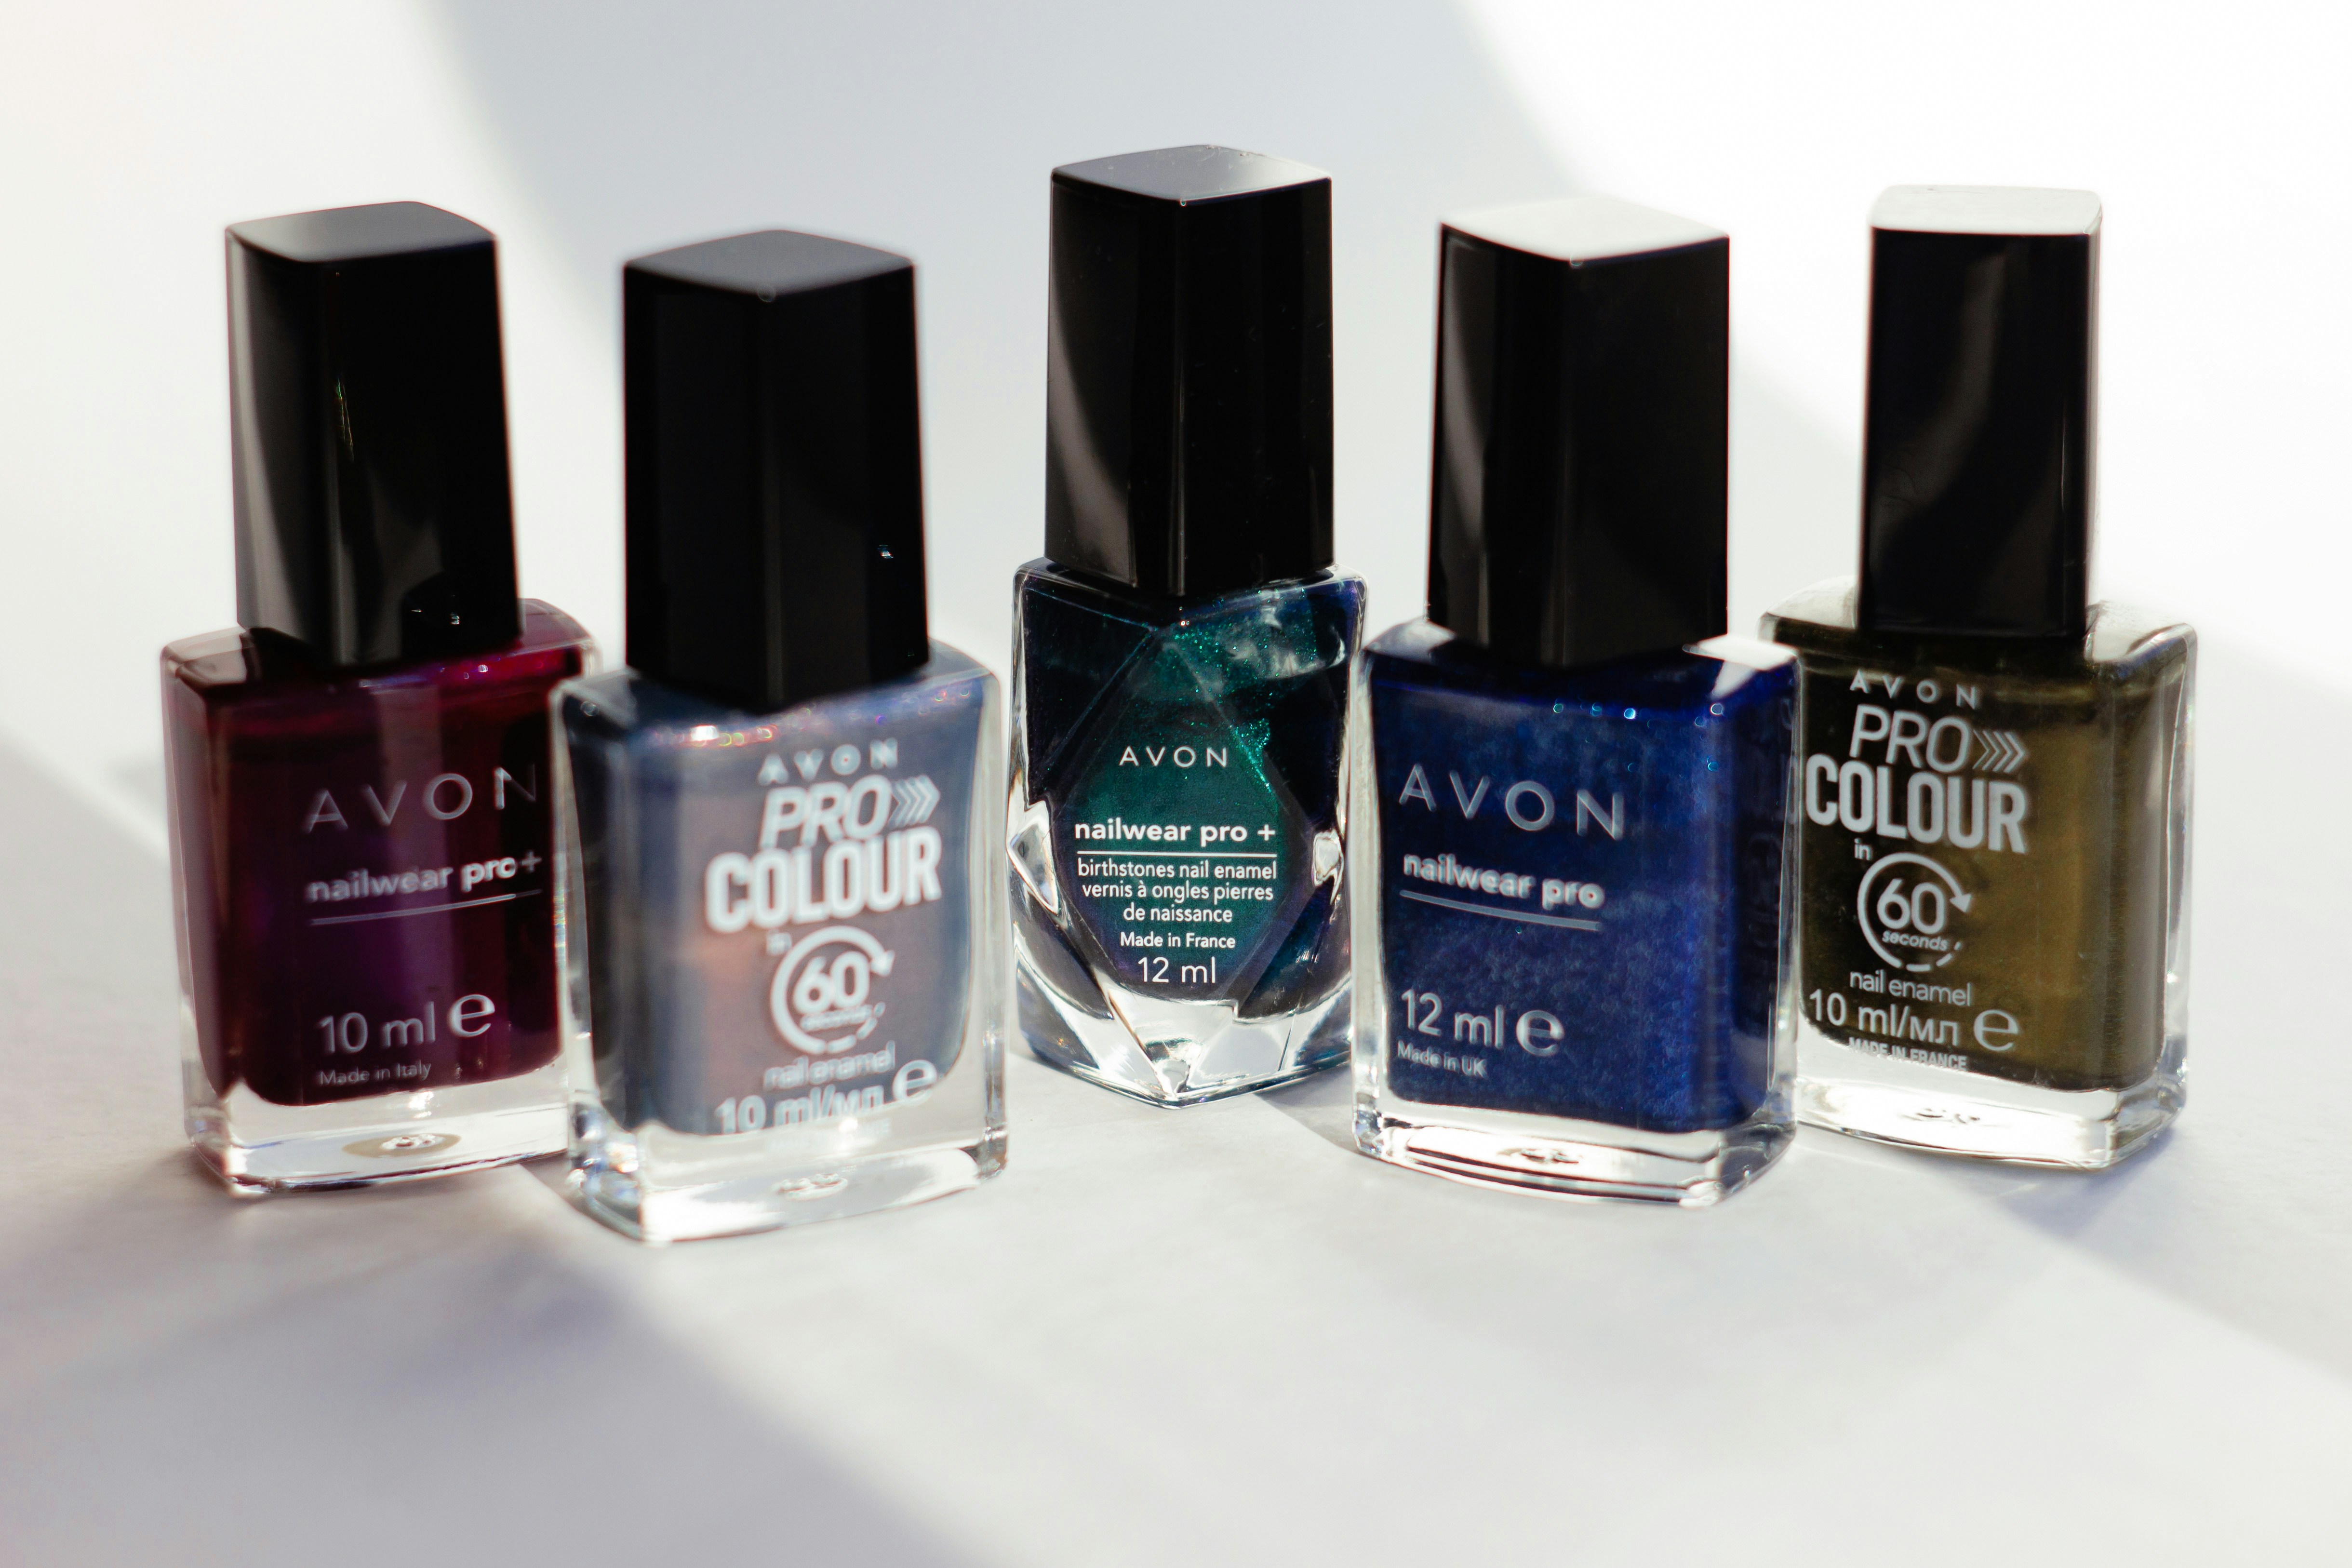 AVON
nailwear pro+
10 ml e
Made in Italy
AVON
PRO
COLOUR
in
60
seconds
nail enamel
10 ml/мл e
AVON
nailwear pro +
birthstones nail enamel
vernis à ongles pierres
de naissance
Made in France
12 ml
AVON
nailwear pro
12 ml e
Made in UK
AVON
PRO
COLOUR
in
60
seconds
nail enamel
10 ml/мл e
MADE IN FRANCE